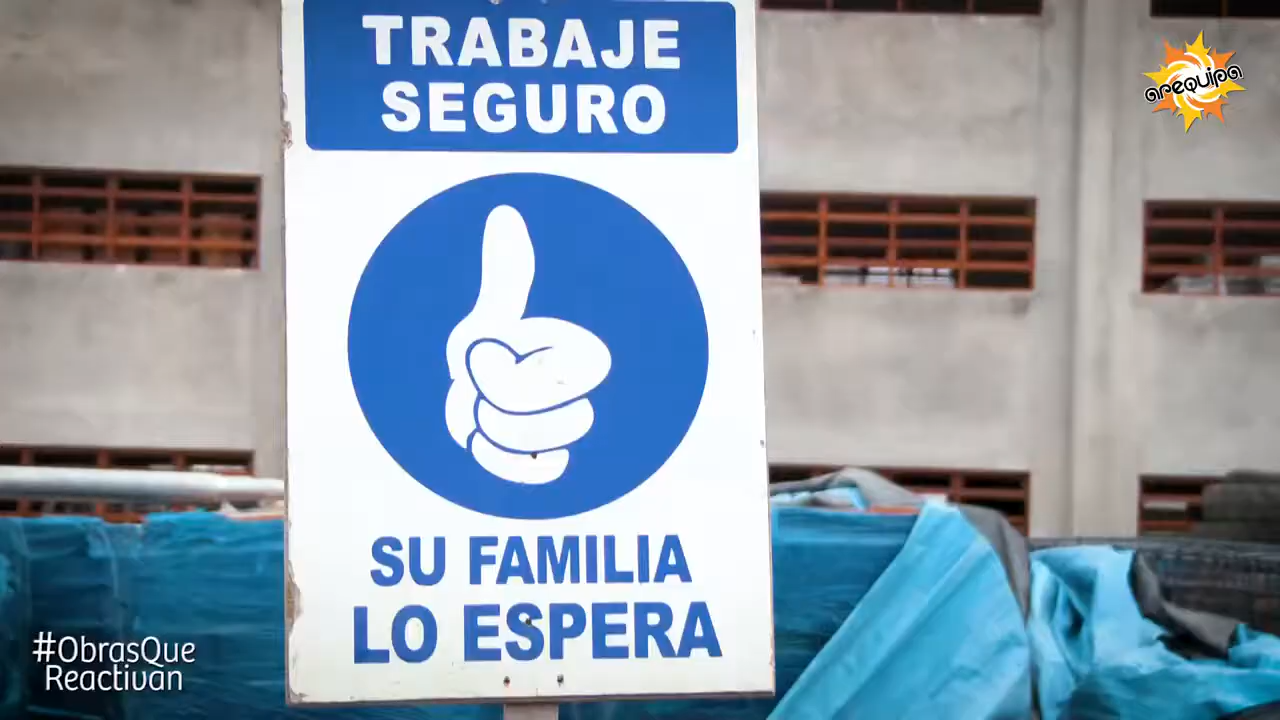 TRABAJE
SEGURO
arequipa
SU FAMILIA
LO ESPERA
#ObrasQue
Reactivan